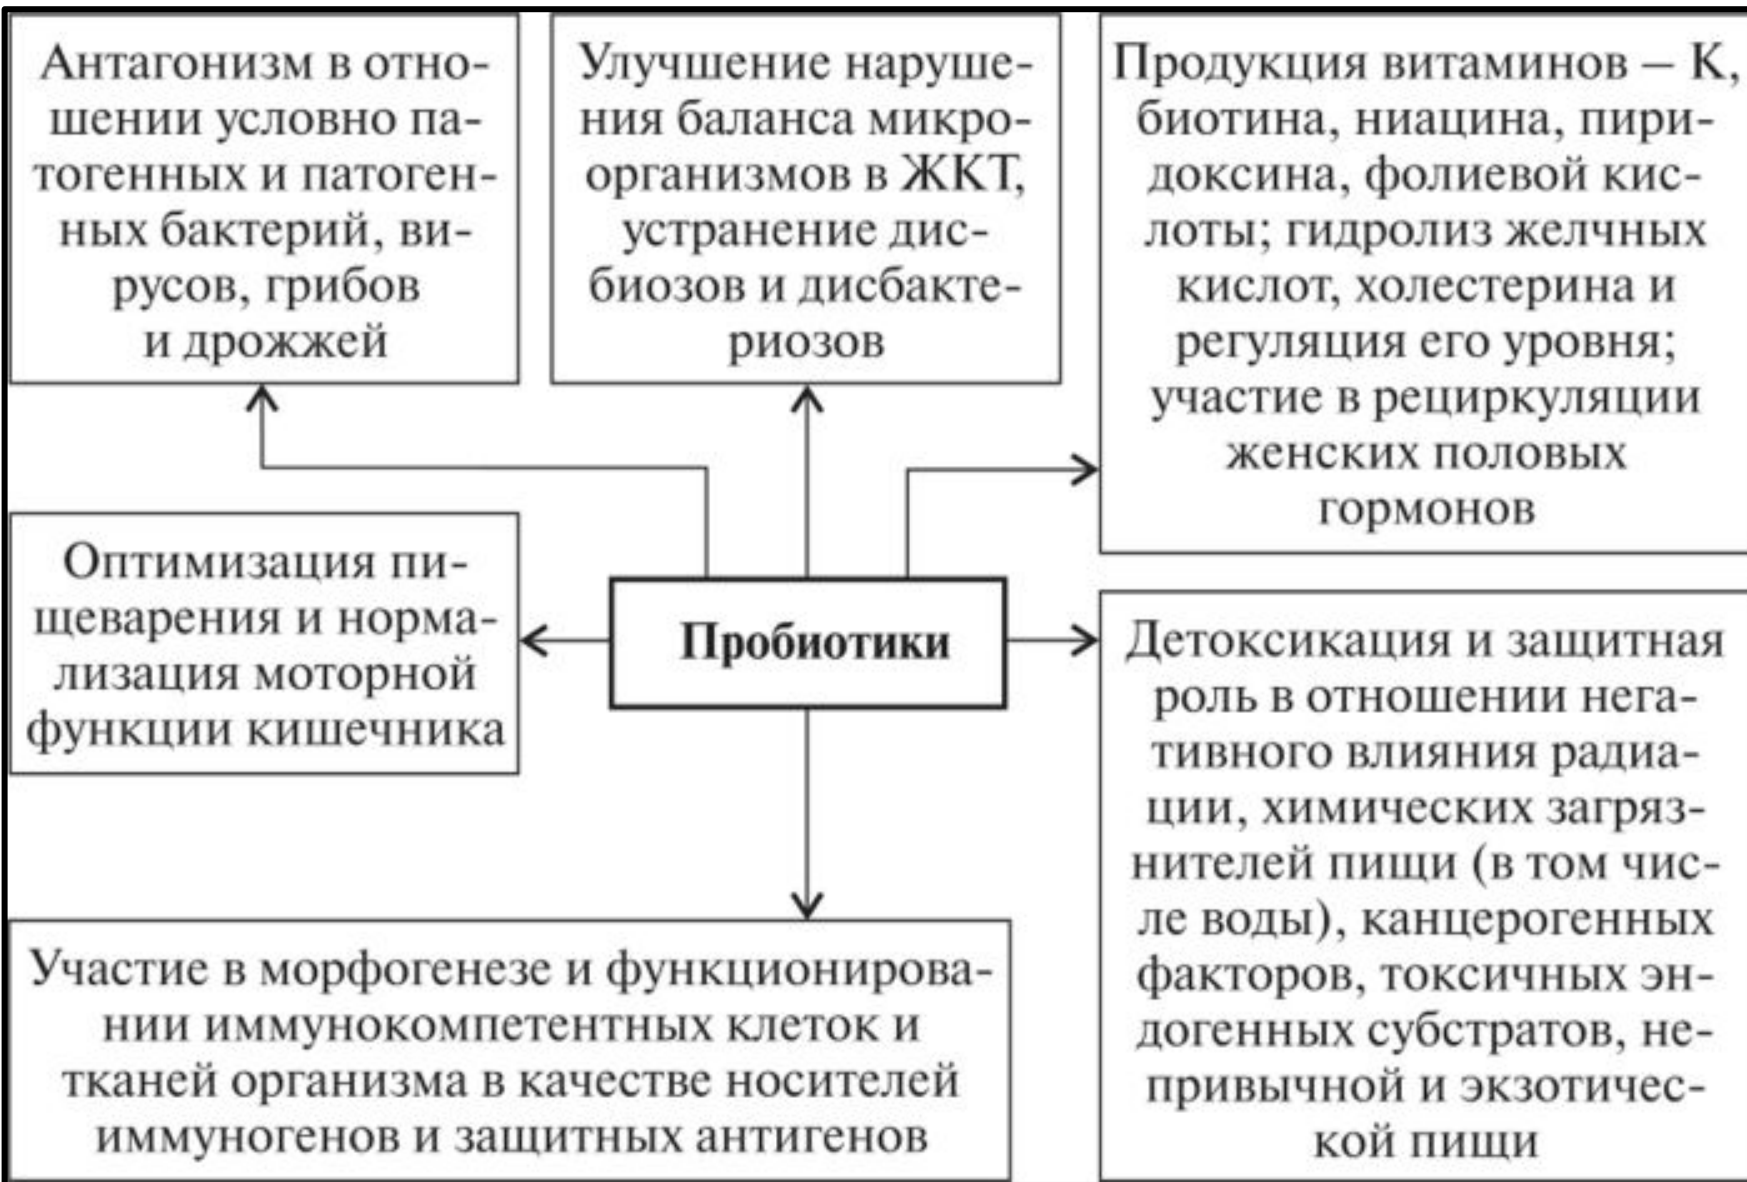 Антагонизм в отно-
шении условно па-
тогенных и патоген-
ных бактерий, ви-
русов, грибов
и дрожжей
Улучшение наруше-
ния баланса микро-
организмов в ЖКТ,
устранение дис-
биозов и дисбакте-
риозов
Продукция витаминов – К,
биотина, ниацина, пири-
доксина, фолиевой кис-
лоты; гидролиз желчных
кислот, холестерина и
регуляция его уровня;
участие в рециркуляции
женских половых
гормонов
Оптимизация пи-
щеварения и норма-
лизация моторной
функции кишечника
Пробиотики
Детоксикация и защитная
роль в отношении нега-
тивного влияния радиа-
ции, химических загряз-
нителей пищи (в том чис-
ле воды), канцерогенных
факторов, токсичных эн-
догенных субстратов, не-
привычной и экзотичес-
кой пищи
Участие в морфогенезе и функционирова-
нии иммунокомпетентных клеток и
тканей организма в качестве носителей
иммуногенов и защитных антигенов